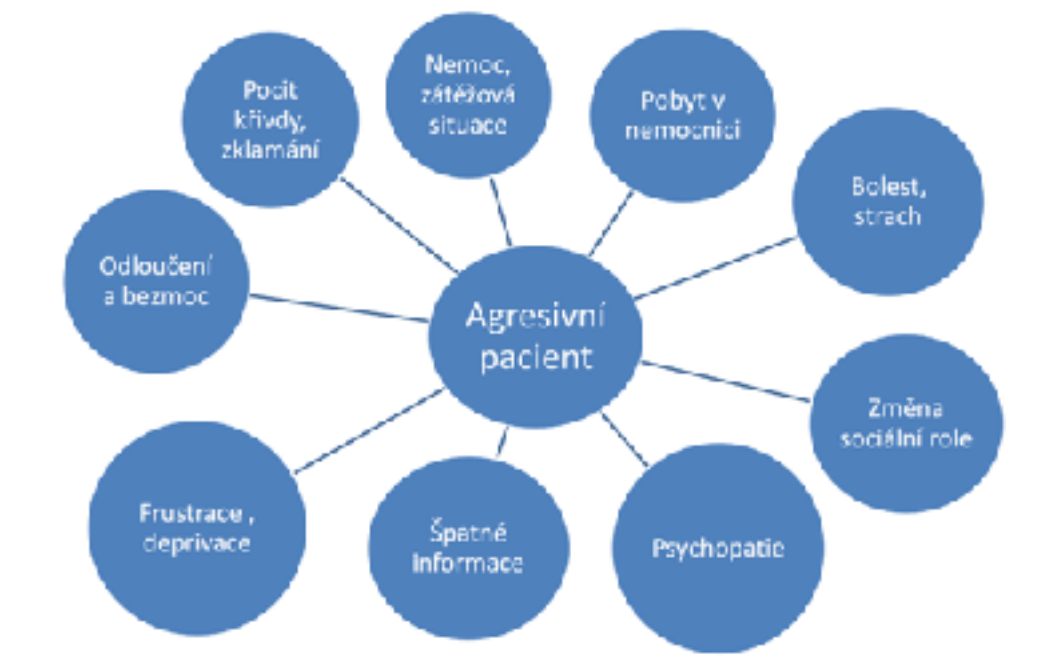 Pocit
křivdy,
zklamání
Nemoc,
zátěžová
situace
Pobyt v
nemocnici
Bolest,
strach
Odloučení
a bezmoc
Agresivní
pacient
Změna
sociální role
Frustrace ,
deprivace
Špatné
informace
Psychopatie